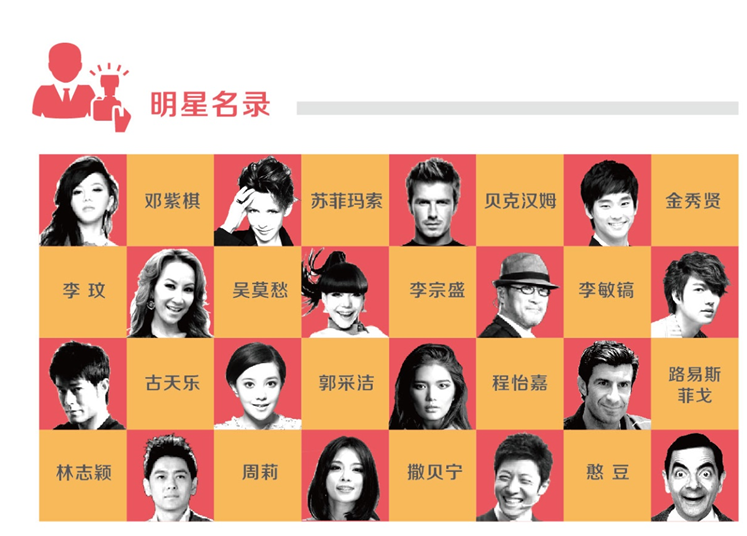 明星名录
邓紫棋
苏菲玛索
贝克汉姆
金秀贤
李 玟
吴莫愁
李宗盛
李敏镐
古天乐
郭采洁
程怡嘉
路易斯
菲戈
林志颖
周莉
撒贝宁
憨 豆